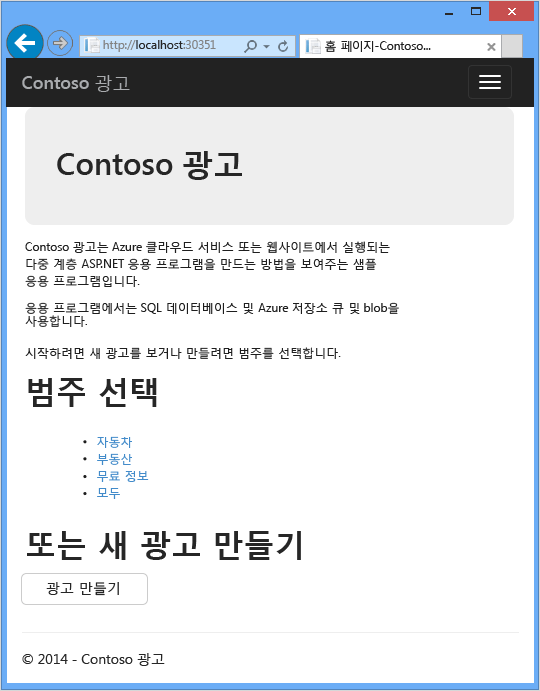 http://localhost:30351
홈 페이지-Contoso...
Contoso 광고
Contoso 광고
Contoso 광고는 Azure 클라우드 서비스 또는 웹사이트에서 실행되는
다중 계층 ASP.NET 응용 프로그램을 만드는 방법을 보여주는 샘플
응용 프로그램입니다.
응용 프로그램에서는 SQL 데이터베이스 및 Azure 저장소 큐 및 blob을
사용합니다.
시작하려면 새 광고를 보거나 만들려면 범주를 선택합니다.
범주 선택
• 자동차
• 부동산
• 무료 정보
• 모두
또는 새 광고 만들기
광고 만들기
© 2014 - Contoso 광고